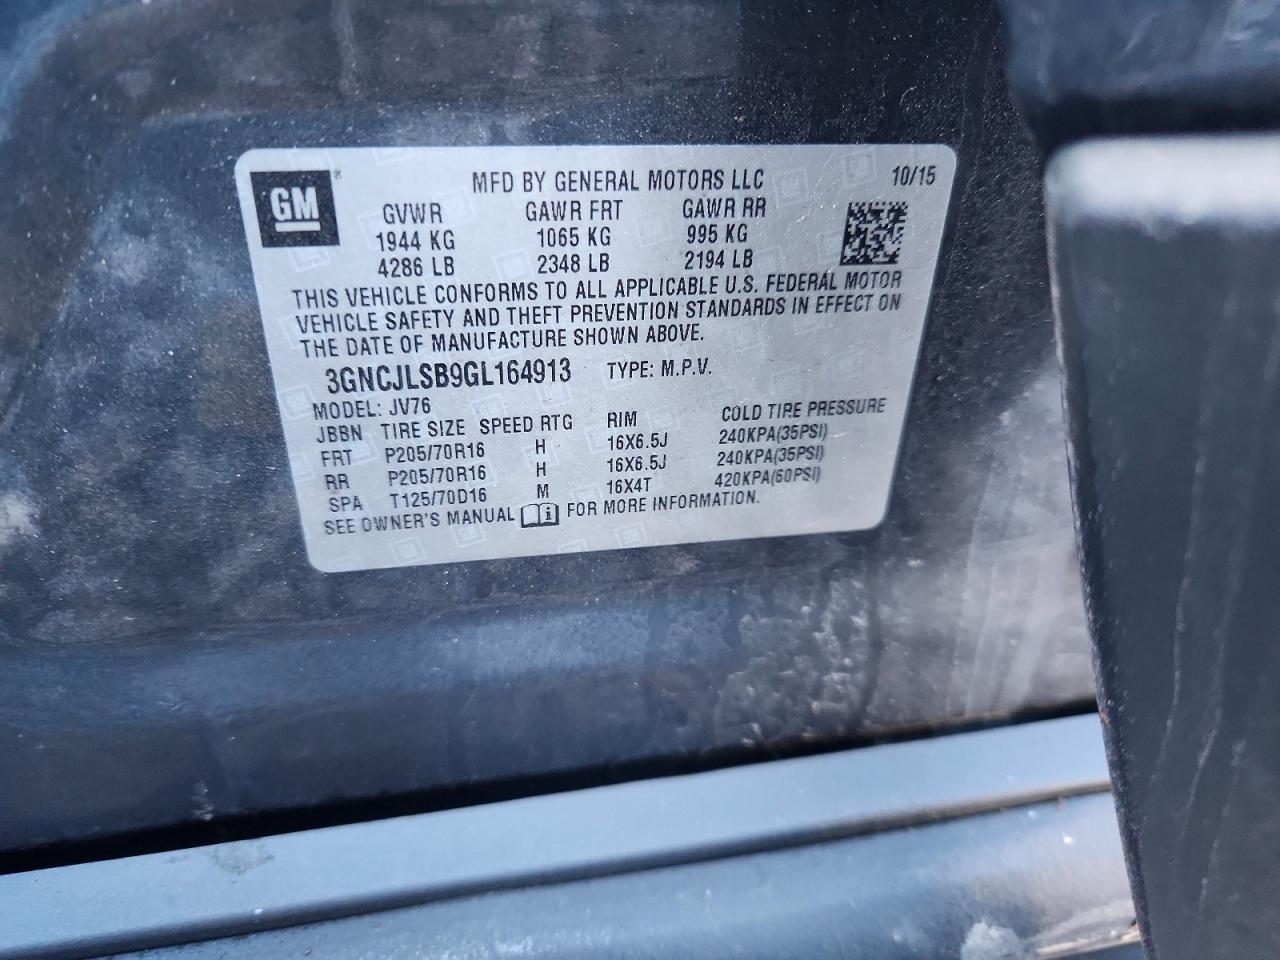 GM ® MFD BY GENERAL MOTORS LLC 10/15
GVWR GAWR FRT GAWR RR
1944 KG 1065 KG 995 KG
4286 LB 2348 LB 2194 LB
THIS VEHICLE CONFORMS TO ALL APPLICABLE U.S. FEDERAL MOTOR
VEHICLE SAFETY AND THEFT PREVENTION STANDARDS IN EFFECT ON
THE DATE OF MANUFACTURE SHOWN ABOVE.
3GNCJLSB9GL164913 TYPE: M.P.V.
MODEL: JV76
JBBN TIRE SIZE SPEED RTG RIM COLD TIRE PRESSURE
FRT P205/70R16 H 16X6.5J 240KPA(35PSI)
RR P205/70R16 H 16X6.5J 240KPA(35PSI)
SPA T125/70D16 M 16X4T 420KPA(60PSI)
SEE OWNER'S MANUAL i FOR MORE INFORMATION.